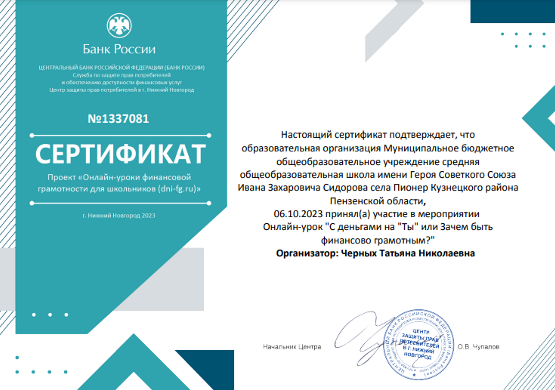 Банк России
ЦЕНТРАЛЬНЫЙ БАНК РОССИЙСКОЙ ФЕДЕРАЦИИ (БАНК РОССИИ)
Служба по защите прав потребителей
и обеспечению доступности финансовых услуг
Центр защиты прав потребителей в г. Нижний Новгород
№1337081
СЕРТИФИКАТ
Проект «Онлайн-уроки финансовой
грамотности для школьников (dni-fg.ru)»
г. Нижний Новгород 2023
Настоящий сертификат подтверждает, что
образовательная организация Муниципальное бюджетное
общеобразовательное учреждение средняя
общеобразовательная школа имени Героя Советкого Союза
Ивана Захаровича Сидорова села Пионер Кузнецкого района
Пензенской области,
06.10.2023 принял(а) участие в мероприятии
Онлайн-урок "С деньгами на "Ты" или Зачем быть
финансово грамотным?"
Организатор: Черных Татьяна Николаевна
Начальник Центра
ЦЕНТР
ЗАЩИТЫ ПРАВ
ПОТРЕБИТЕЛЕЙ
В Г. НИЖНИЙ
НОВГОРОД
О.В. Чупалов